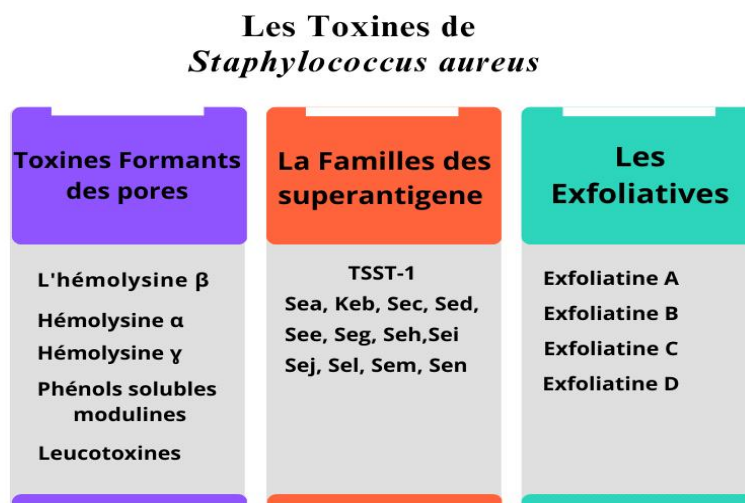 Les Toxines de
Staphylococcus aureus
Toxines Formants
des pores
L'hémolysine β
Hémolysine α
Hémolysine ɣ
Phénols solubles
modulines
Leucotoxines
La Familles des
superantigene
TSST-1
Sea, Keb, Sec, Sed,
See, Seg, Seh,Sei
Sej, Sel, Sem, Sen
Les
Exfoliatives
Exfoliatine A
Exfoliatine B
Exfoliatine C
Exfoliatine D